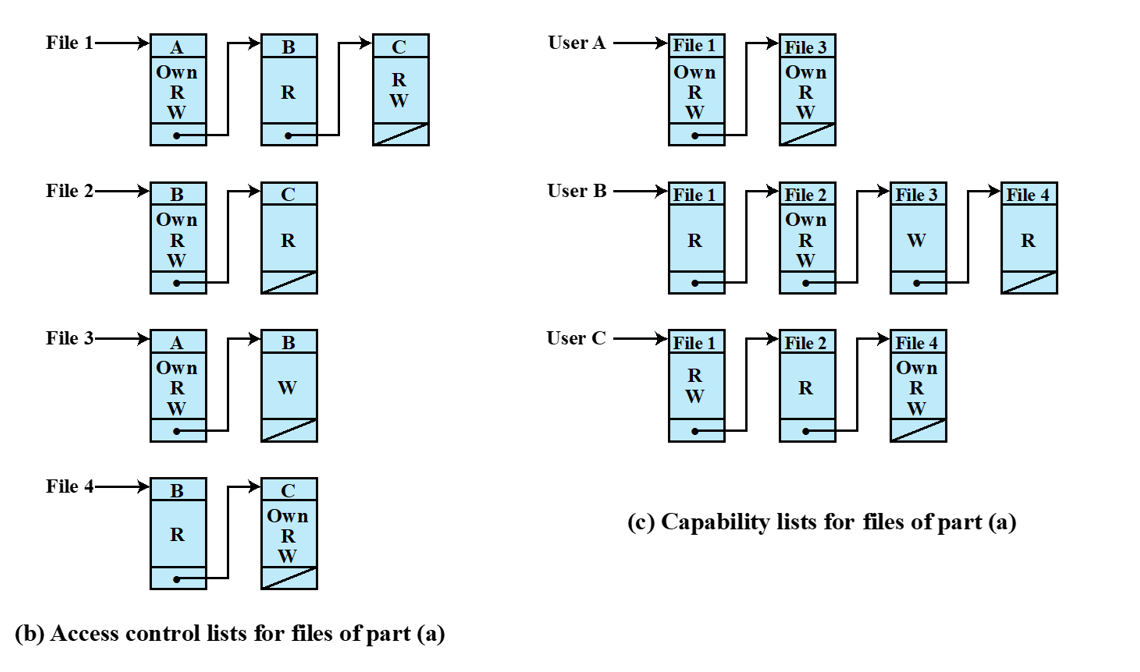 File 1
A
Own
R
W
B
R
C
R
W
File 2
B
Own
R
W
C
R
File 3
A
Own
R
W
B
W
File 4
B
R
C
Own
R
W
(b) Access control lists for files of part (a)
User A
File 1
Own
R
W
File 3
Own
R
W
User B
File 1
R
File 2
Own
R
W
File 3
W
File 4
R
User C
File 1
R
W
File 2
R
File 4
Own
R
W
(c) Capability lists for files of part (a)